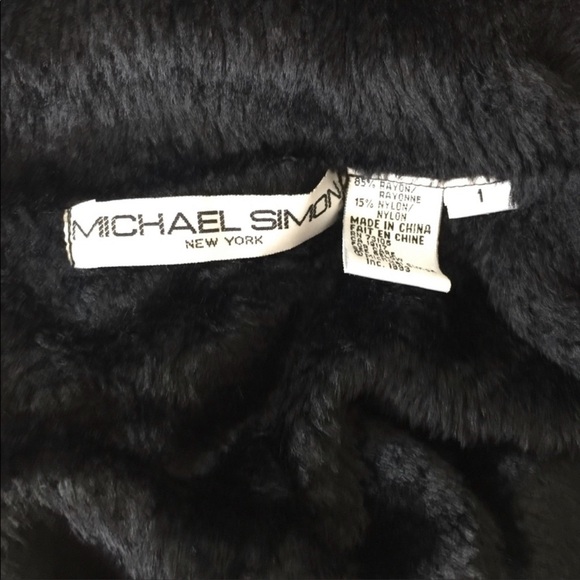 MICHAEL SIMON
NEW YORK
85% RAYON/
RAYONNE
15% NYLON/
NYLON
MADE IN CHINA
FAIT EN CHINE
1